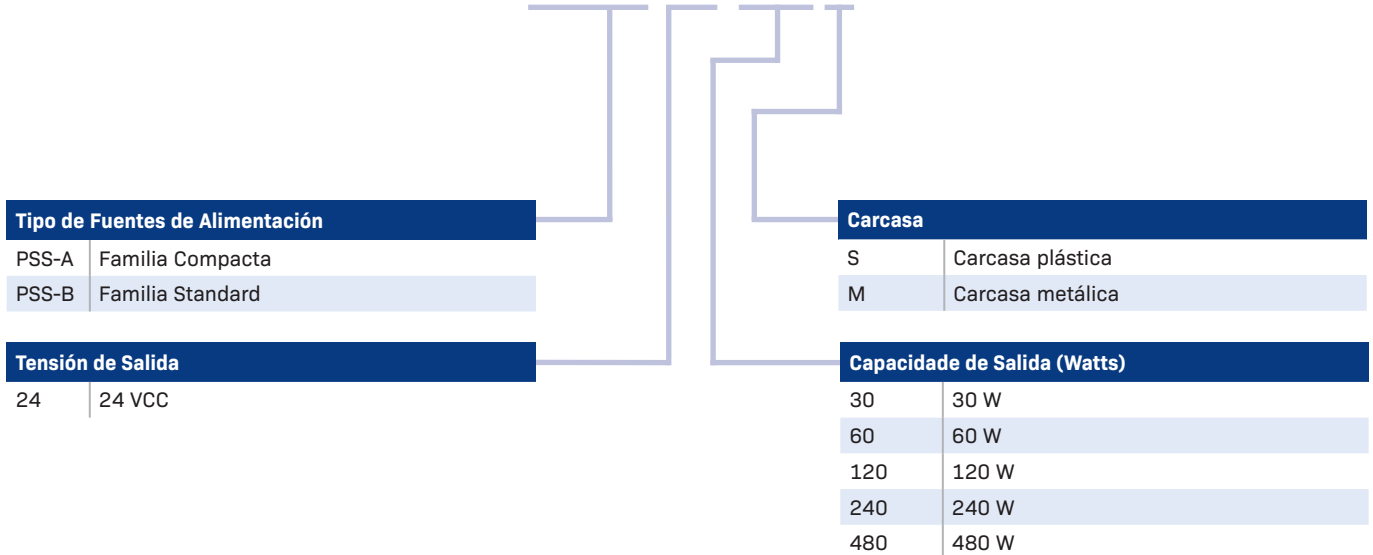 Tipo de Fuentes de Alimentación
PSS-A Familia Compacta
PSS-B Familia Standard
Tensión de Salida
24 24 VCC
Carcasa
S Carcasa plástica
M Carcasa metálica
Capacidade de Salida (Watts)
30 30 W
60 60 W
120 120 W
240 240 W
480 480 W